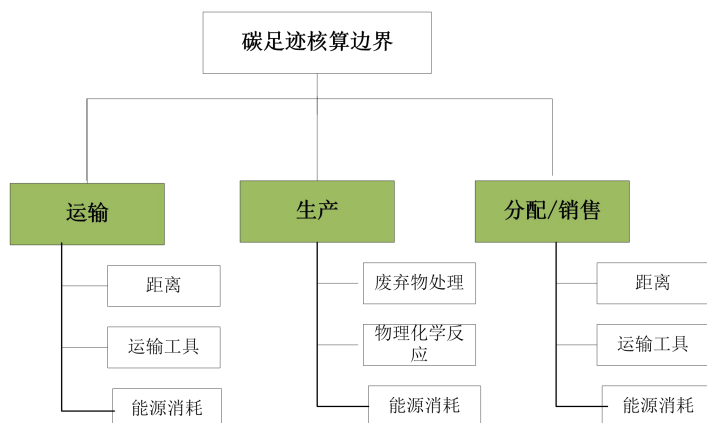 碳足迹核算边界
运输
生产
分配/销售
距离
废弃物处理
距离
运输工具
物理化学反
应
运输工具
能源消耗
能源消耗
能源消耗